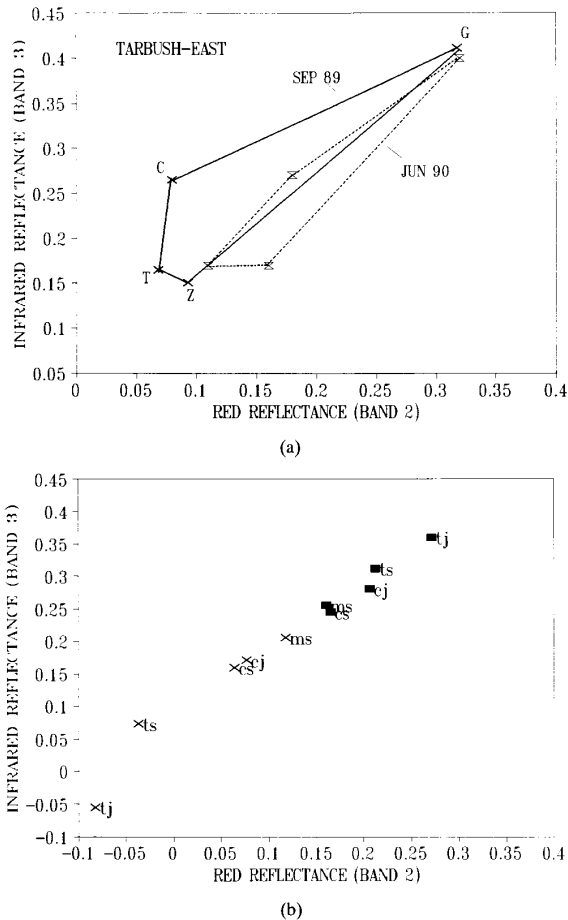 0.45
0.4
0.35
0.3
0.25
0.2
0.15
0.1
0.05
INFRARED REFLECTANCE (BAND 3)
TARBUSH-EAST
G
SEP 89
C
JUN 90
T
Z
0 0.05 0.1 0.15 0.2 0.25 0.3 0.35 0.4
RED REFLECTANCE (BAND 2)
(a)
0.45
0.4
0.35
0.3
0.25
0.2
0.15
0.1
0.05
0
-0.05
-0.1
INFRARED REFLECTANCE (BAND 3)
tj
ts
cj
ms
cs
ms
cj
cs
ts
tj
-0.1 -0.05 0 0.05 0.1 0.15 0.2 0.25 0.3 0.35 0.4
RED REFLECTANCE (BAND 2)
(b)